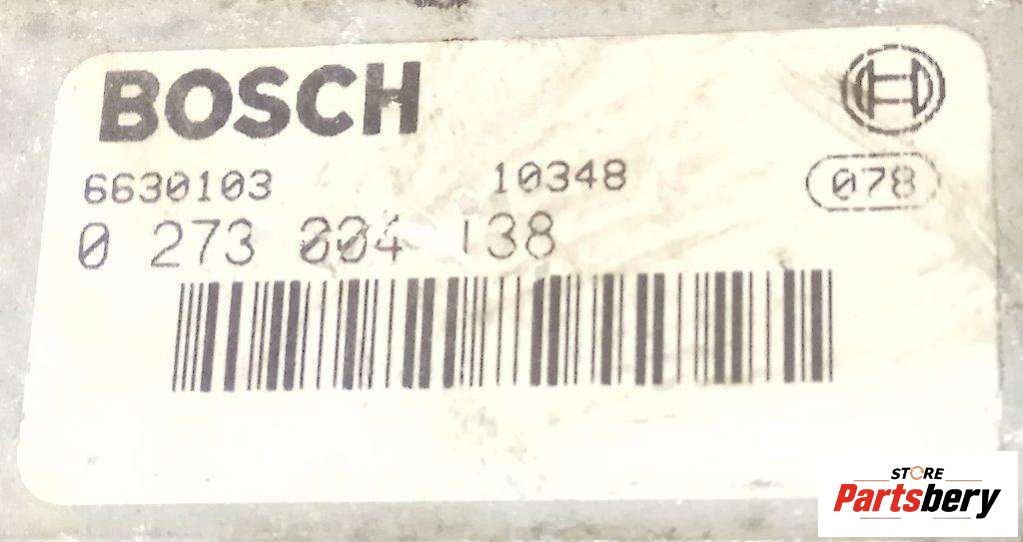 BOSCH
6630103 10348 078
0 273 004 138
STORE
Partsbery